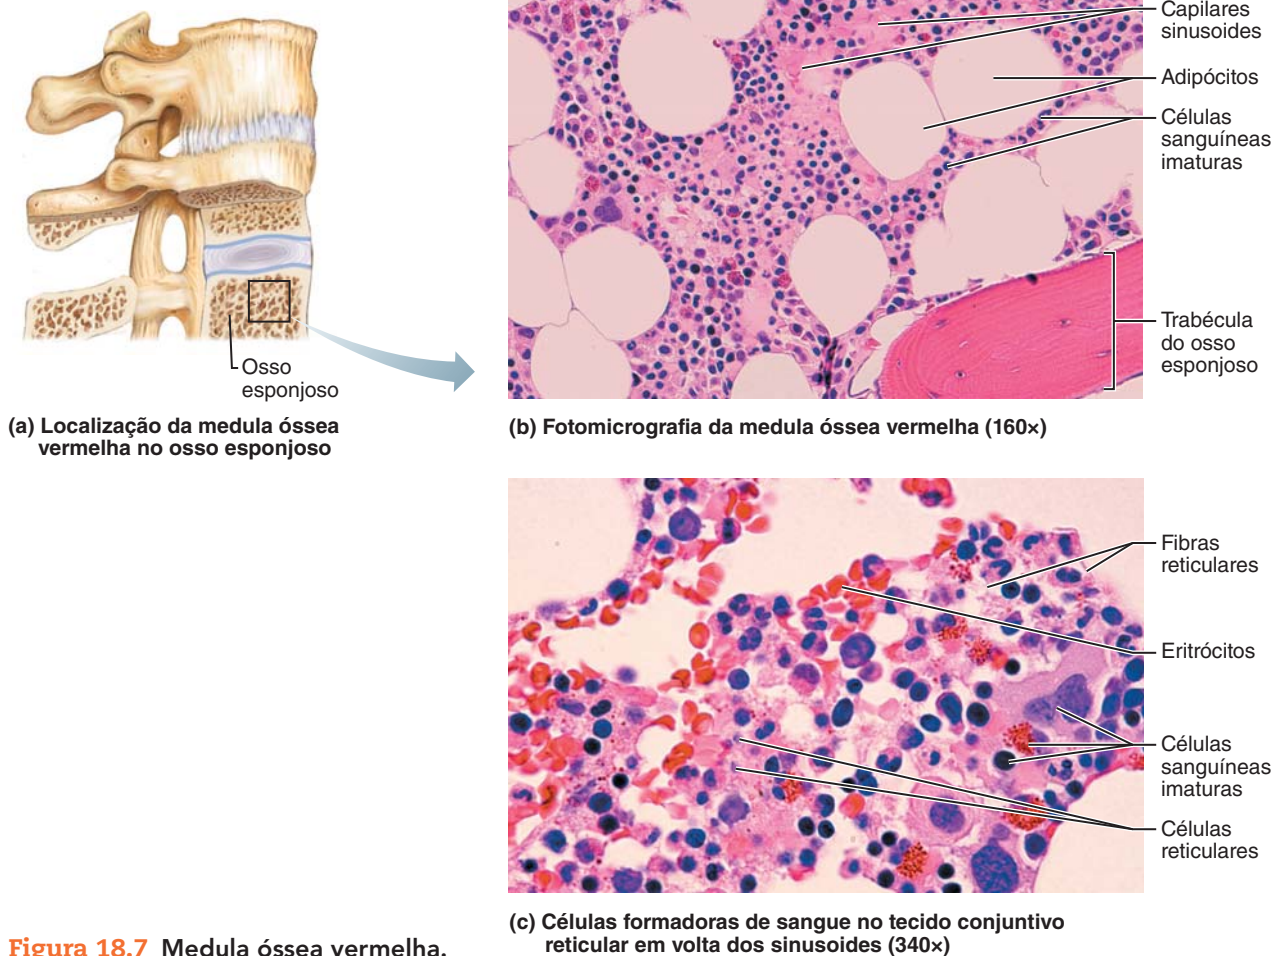 Osso
esponjoso
(a) Localização da medula óssea
vermelha no osso esponjoso
Capilares
sinusoides
Adipócitos
Células
sanguíneas
imaturas
Trabécula
do osso
esponjoso
(b) Fotomicrografia da medula óssea vermelha (160×)
Fibras
reticulares
Eritrócitos
Células
sanguíneas
imaturas
Células
reticulares
(c) Células formadoras de sangue no tecido conjuntivo
reticular em volta dos sinusoides (340×)
Figura 18.7 Medula óssea vermelha.